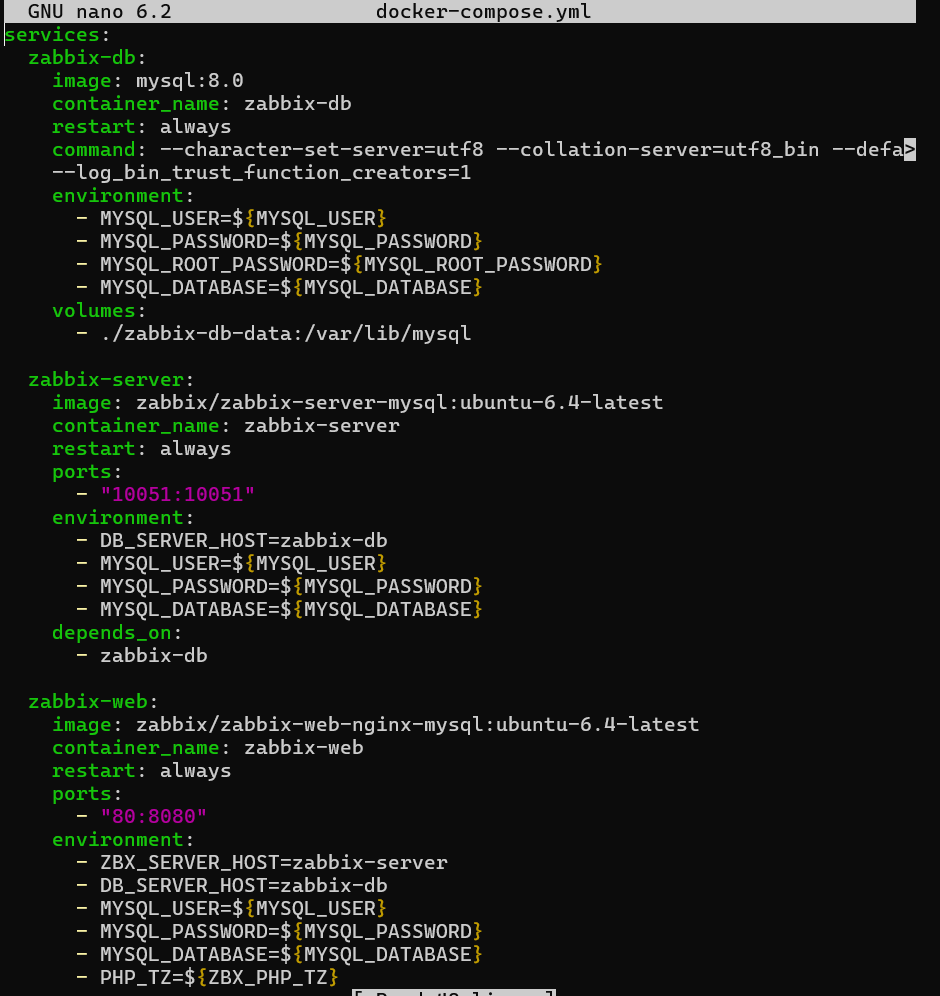 GNU nano 6.2 docker-compose.yml
services:
  zabbix-db:
    image: mysql:8.0
    container_name: zabbix-db
    restart: always
    command: --character-set-server=utf8 --collation-server=utf8_bin --defa>
    --log_bin_trust_function_creators=1
    environment:
      - MYSQL_USER=${MYSQL_USER}
      - MYSQL_PASSWORD=${MYSQL_PASSWORD}
      - MYSQL_ROOT_PASSWORD=${MYSQL_ROOT_PASSWORD}
      - MYSQL_DATABASE=${MYSQL_DATABASE}
    volumes:
      - ./zabbix-db-data:/var/lib/mysql

  zabbix-server:
    image: zabbix/zabbix-server-mysql:ubuntu-6.4-latest
    container_name: zabbix-server
    restart: always
    ports:
      - "10051:10051"
    environment:
      - DB_SERVER_HOST=zabbix-db
      - MYSQL_USER=${MYSQL_USER}
      - MYSQL_PASSWORD=${MYSQL_PASSWORD}
      - MYSQL_DATABASE=${MYSQL_DATABASE}
    depends_on:
      - zabbix-db

  zabbix-web:
    image: zabbix/zabbix-web-nginx-mysql:ubuntu-6.4-latest
    container_name: zabbix-web
    restart: always
    ports:
      - "80:8080"
    environment:
      - ZBX_SERVER_HOST=zabbix-server
      - DB_SERVER_HOST=zabbix-db
      - MYSQL_USER=${MYSQL_USER}
      - MYSQL_PASSWORD=${MYSQL_PASSWORD}
      - MYSQL_DATABASE=${MYSQL_DATABASE}
      - PHP_TZ=${ZBX_PHP_TZ}